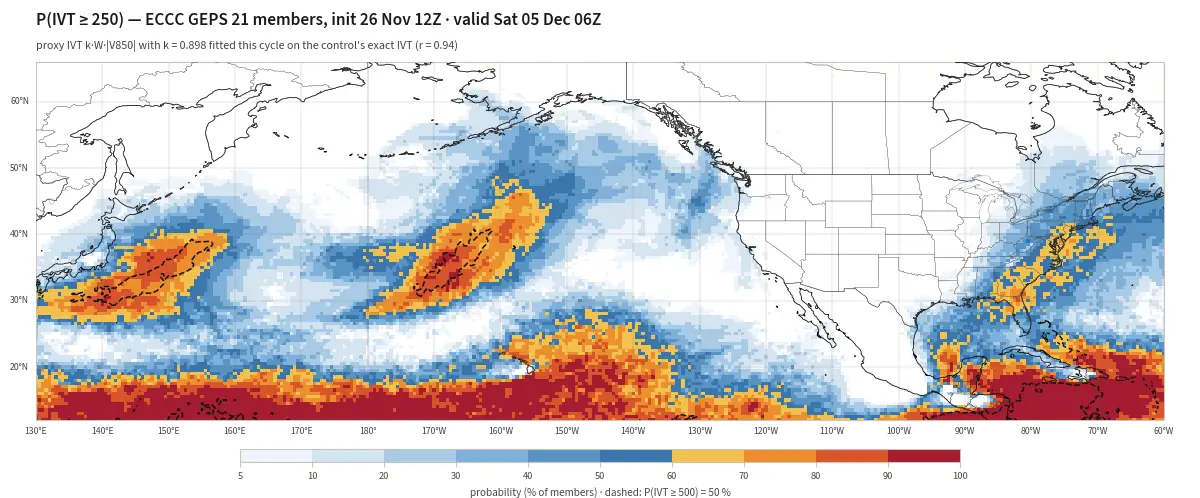 P(IVT ≥ 250) — ECCC GEPS 21 members, init 26 Nov 12Z · valid Sat 05 Dec 06Z
proxy IVT k·W·|V850| with k = 0.898 fitted this cycle on the control's exact IVT (r = 0.94)
60°N
50°N
40°N
30°N
20°N
130°E 140°E 150°E 160°E 170°E 180° 170°W 160°W 150°W 140°W 130°W 120°W 110°W 100°W 90°W 80°W 70°W 60°W
5 10 20 30 40 50 60 70 80 90 100
probability (% of members) · dashed: P(IVT ≥ 500) = 50 %